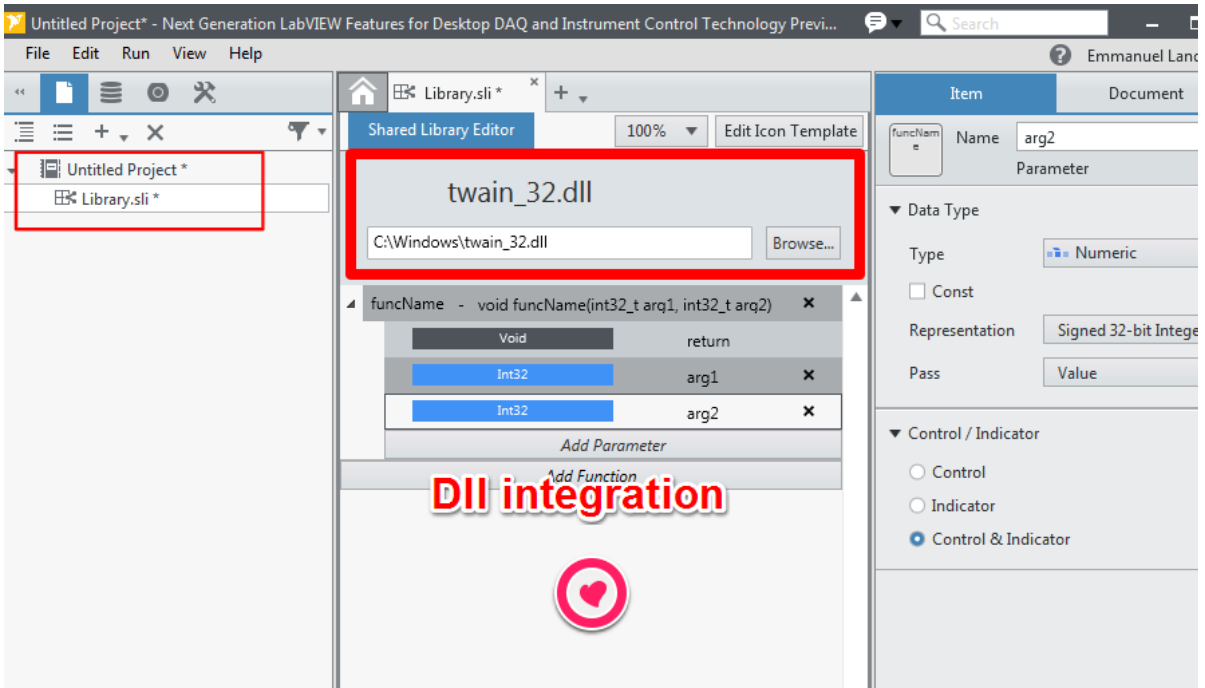 Untitled Project* - Next Generation LabVIEW Features for Desktop DAQ and Instrument Control Technology Previ...
Search
File Edit Run View Help
Emmanuel Lanc
Library.sli *
Item Document
Shared Library Editor
100%
Edit Icon Template
funcNam
e
Name
arg2
Parameter
Untitled Project *
Library.sli *
twain_32.dll
C:\Windows\twain_32.dll
Browse...
Data Type
Type
Numeric
Const
Representation
Signed 32-bit Intege
Pass
Value
funcName - void funcName(int32_t arg1, int32_t arg2)
Void return
Int32 arg1
Int32 arg2
Add Parameter
Add Function
Dll integration
Control / Indicator
Control
Indicator
Control & Indicator